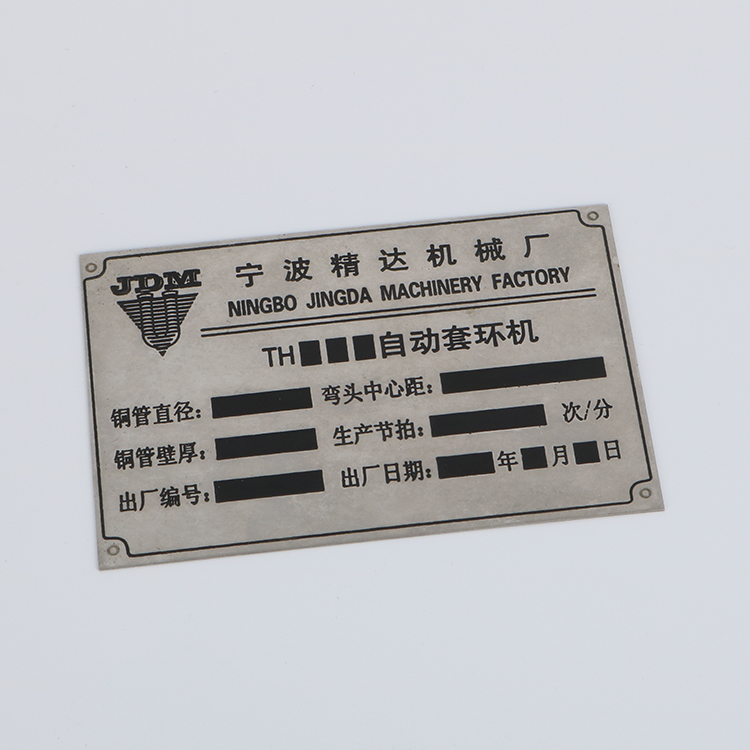 JDM
宁波精达机械厂
NINGBO JINGDA MACHINERY FACTORY
TH■■■自动套环机
铜管直径： 弯头中心距：
铜管壁厚： 生产节拍： 次/分
出厂编号： 出厂日期： 年 月 日